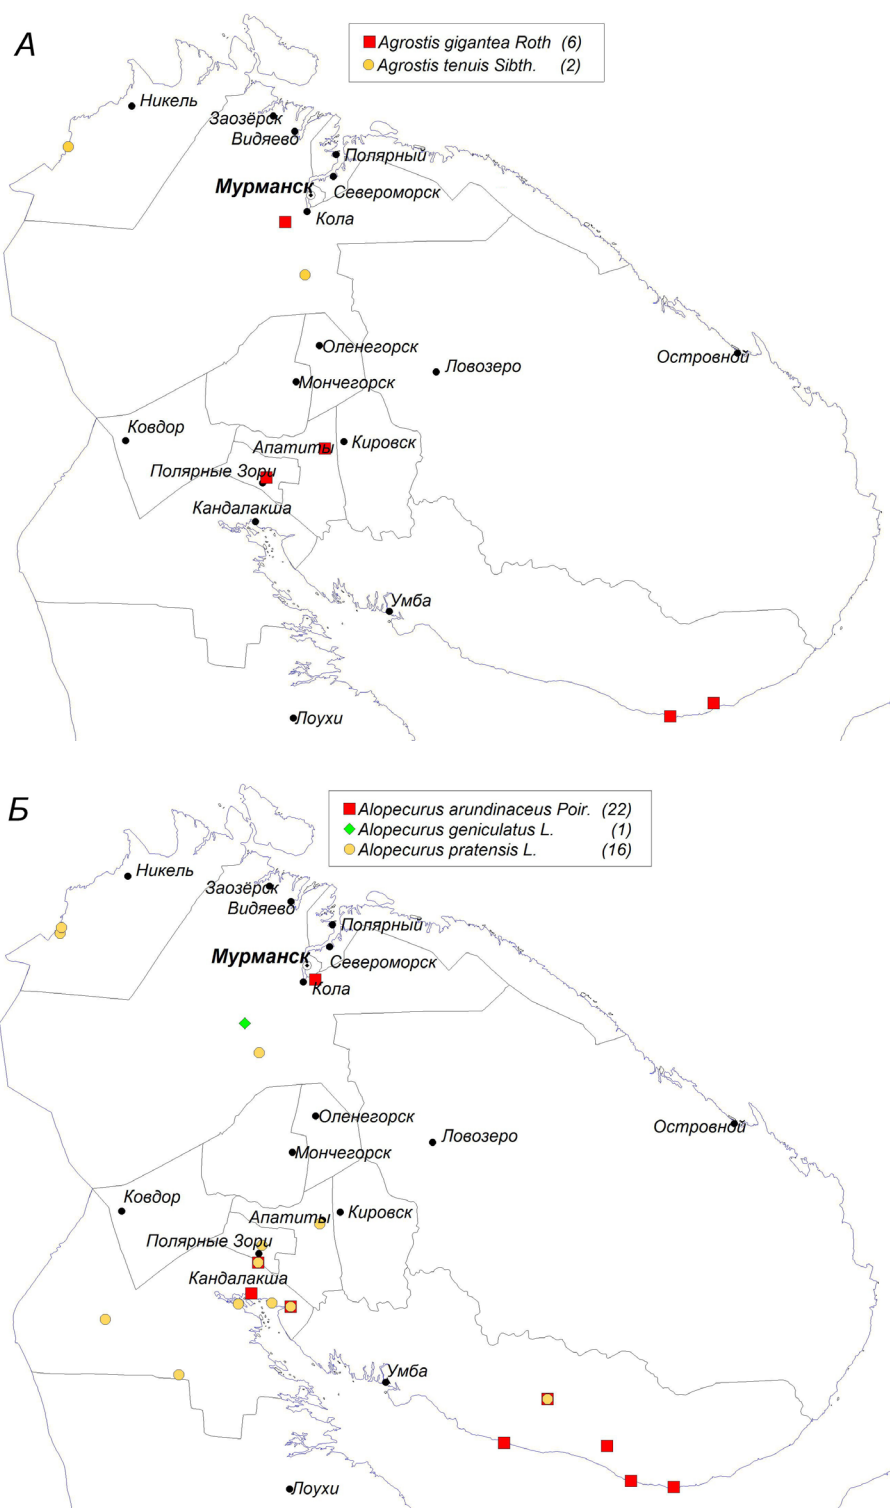 А
Agrostis gigantea Roth (6)
Agrostis tenuis Sibth. (2)
Никель
Заозёрск
Видяево
Полярный
Мурманск
Североморск
Кола
Оленегорск
Островной
Ловозеро
Мончегорск
Ковдор
Апатиты
Кировск
Полярные Зори
Кандалакша
Умба
Лоухи
Б
Alopecurus arundinaceus Poir. (22)
Alopecurus geniculatus L. (1)
Alopecurus pratensis L. (16)
Никель
Заозёрск
Видяево
Полярный
Мурманск
Североморск
Кола
Оленегорск
Островной
Ловозеро
Мончегорск
Ковдор
Апатиты
Кировск
Полярные Зори
Кандалакша
Умба
Лоухи